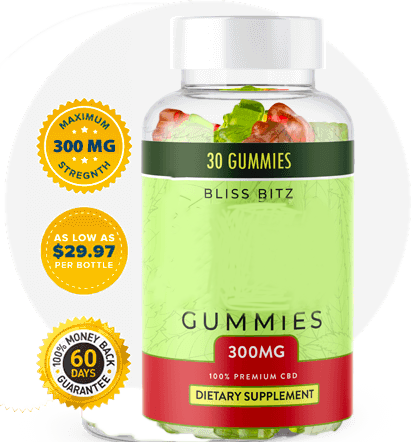 MAXIMUM
300 MG
STREGNTH
AS LOW AS
$29.97
PER BOTTLE
100% MONEY BACK
60
DAYS
GUARANTEE
30 GUMMIES
BLISS BITZ
GUMMIES
300MG
100% PREMIUM CBD
DIETARY SUPPLEMENT